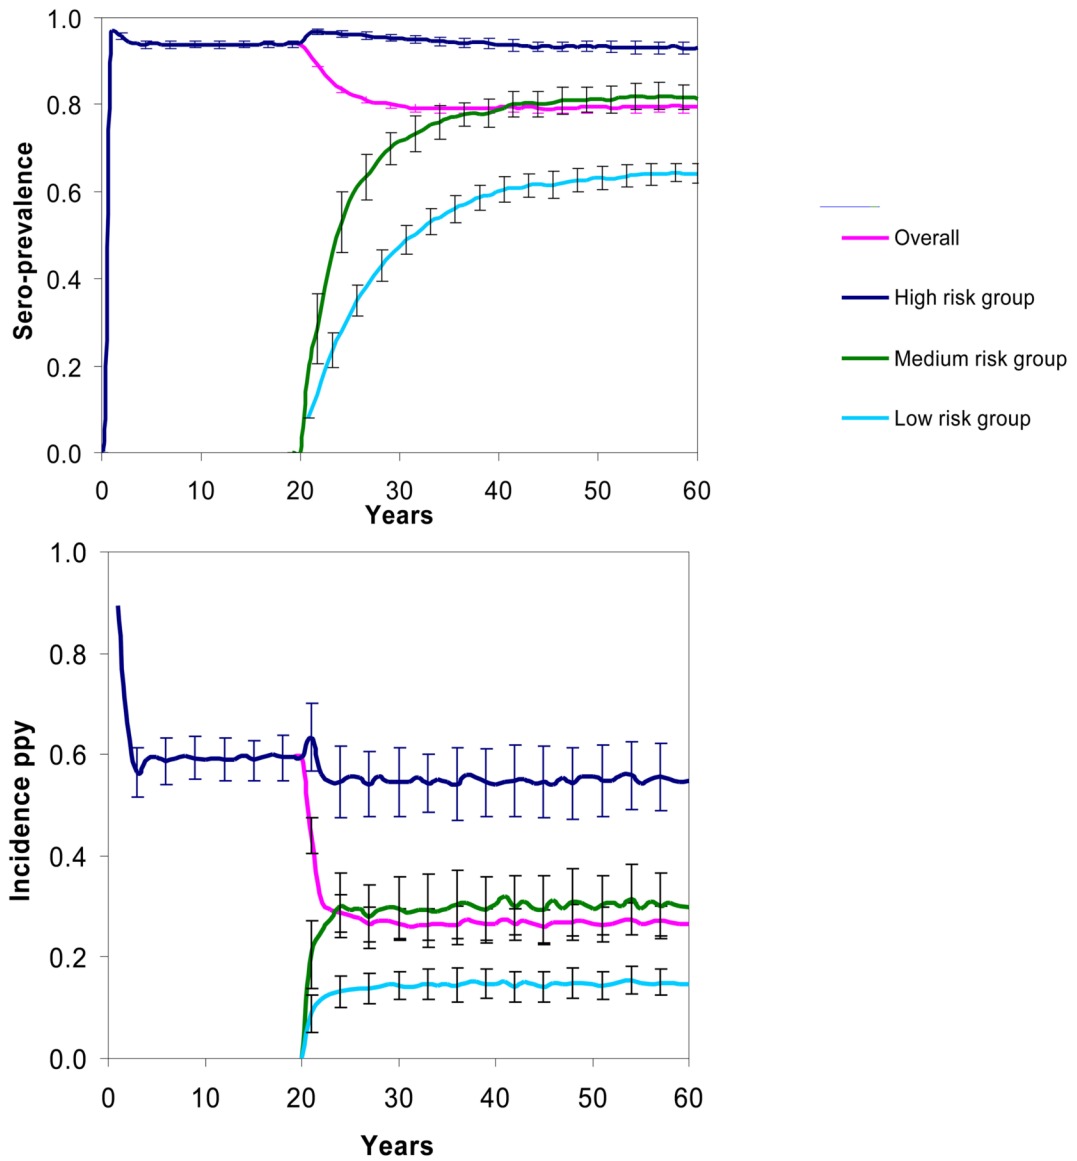 1.0
0.8
0.6
0.4
0.2
0.0
Sero-prevalence
0 10 20 30 40 50 60
Years
Overall
High risk group
Medium risk group
Low risk group
1.0
0.8
0.6
0.4
0.2
0.0
Incidence ppy
0 10 20 30 40 50 60
Years